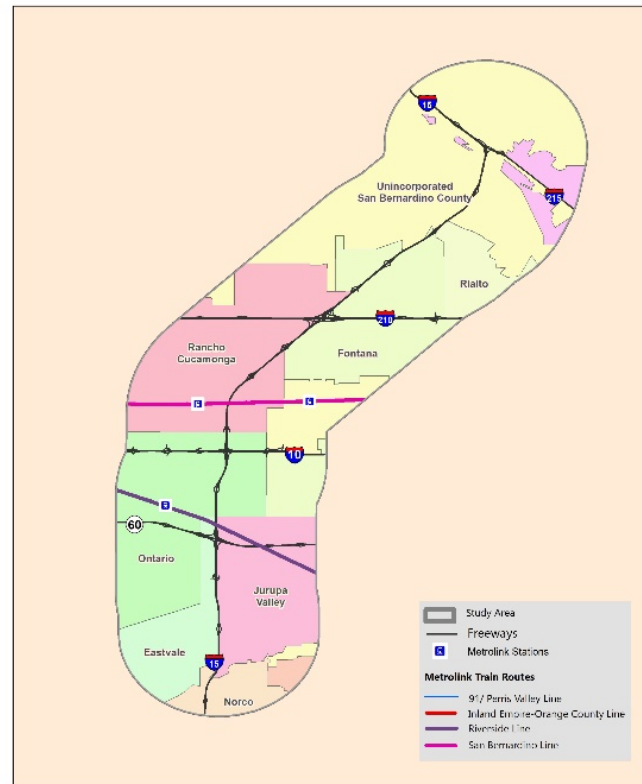 15
Unincorporated
San Bernardino County
215
Rialto
210
Rancho
Cucamonga
Fontana
10
60
Ontario
Jurupa
Valley
Eastvale
15
Norco
Study Area
Freeways
Metrolink Stations
Metrolink Train Routes
91/ Perris Valley Line
Inland Empire-Orange County Line
Riverside Line
San Bernardino Line